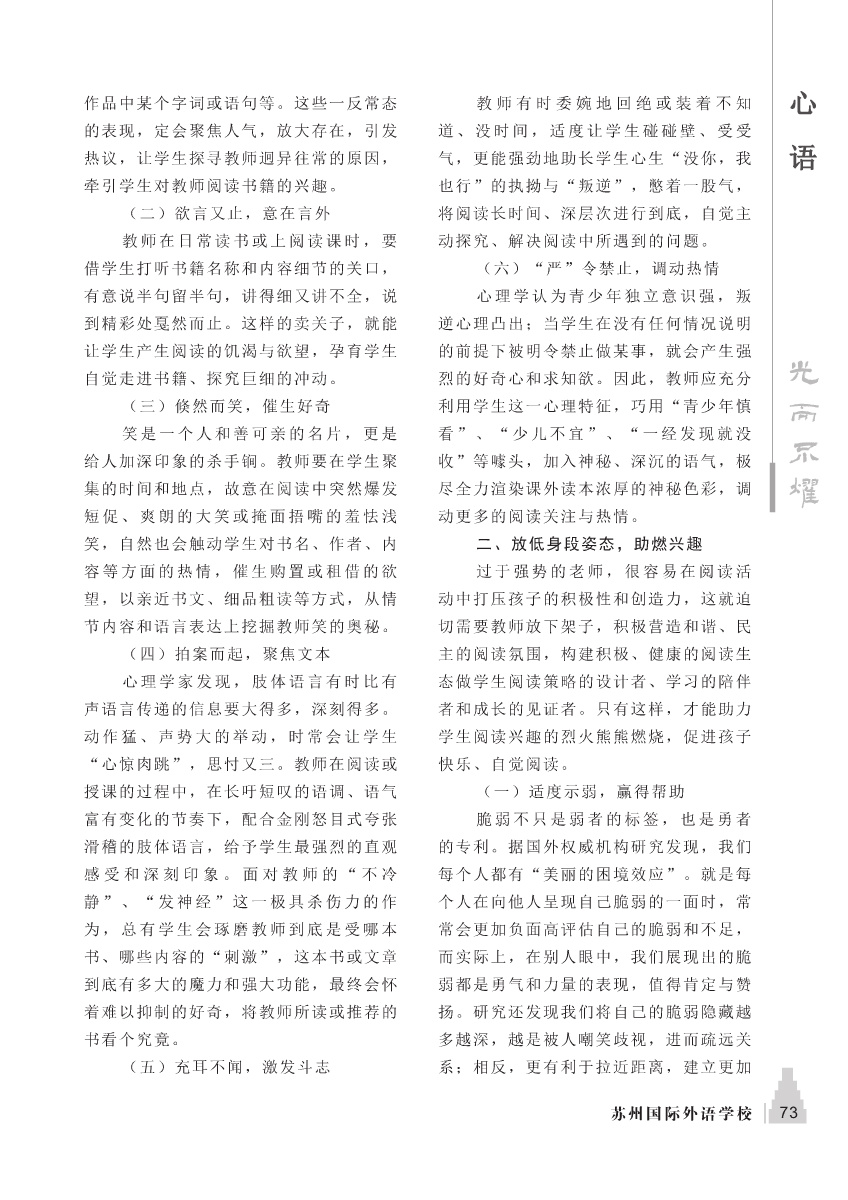 作品中某个字词或语句等。这些一反常态
的表现，定会聚焦人气，放大存在，引发
热议，让学生探寻教师迥异往常的原因，
牵引学生对教师阅读书籍的兴趣。
（二）欲言又止，意在言外
教师在日常读书或上阅读课时，要
借学生打听书籍名称和内容细节的关口，
有意说半句留半句，讲得细又讲不全，说
到精彩处戛然而止。这样的卖关子，就能
让学生产生阅读的饥渴与欲望，孕育学生
自觉走进书籍、探究巨细的冲动。
（三）倏然而笑，催生好奇
笑是一个人和善可亲的名片，更是
给人加深印象的杀手锏。教师要在学生聚
集的时间和地点，故意在阅读中突然爆发
短促、爽朗的大笑或掩面捂嘴的羞怯浅
笑，自然也会触动学生对书名、作者、内
容等方面的热情，催生购置或租借的欲
望，以亲近书文、细品粗读等方式，从情
节内容和语言表达上挖掘教师笑的奥秘。
（四）拍案而起，聚焦文本
心理学家发现，肢体语言有时比有
声语言传递的信息要大得多，深刻得多。
动作猛、声势大的举动，时常会让学生
“心惊肉跳”，思忖又三。教师在阅读或
授课的过程中，在长吁短叹的语调、语气
富有变化的节奏下，配合金刚怒目式夸张
滑稽的肢体语言，给予学生最强烈的直观
感受和深刻印象。面对教师的“不冷
静”、“发神经”这一极具杀伤力的作
为，总有学生会琢磨教师到底是受哪本
书、哪些内容的“刺激”，这本书或文章
到底有多大的魔力和强大功能，最终会怀
着难以抑制的好奇，将教师所读或推荐的
书看个究竟。
（五）充耳不闻，激发斗志
教师有时委婉地回绝或装着不知
道、没时间，适度让学生碰碰壁、受受
气，更能强劲地助长学生心生“没你，我
也行”的执拗与“叛逆”，憋着一股气，
将阅读长时间、深层次进行到底，自觉主
动探究、解决阅读中所遇到的问题。
（六）“严”令禁止，调动热情
心理学认为青少年独立意识强，叛
逆心理凸出；当学生在没有任何情况说明
的前提下被明令禁止做某事，就会产生强
烈的好奇心和求知欲。因此，教师应充分
利用学生这一心理特征，巧用“青少年慎
看”、“少儿不宜”、“一经发现就没
收”等噱头，加入神秘、深沉的语气，极
尽全力渲染课外读本浓厚的神秘色彩，调
动更多的阅读关注与热情。
二、放低身段姿态，助燃兴趣
过于强势的老师，很容易在阅读活
动中打压孩子的积极性和创造力，这就迫
切需要教师放下架子，积极营造和谐、民
主的阅读氛围，构建积极、健康的阅读生
态做学生阅读策略的设计者、学习的陪伴
者和成长的见证者。只有这样，才能助力
学生阅读兴趣的烈火熊熊燃烧，促进孩子
快乐、自觉阅读。
（一）适度示弱，赢得帮助
脆弱不只是弱者的标签，也是勇者
的专利。据国外权威机构研究发现，我们
每个人都有“美丽的困境效应”。就是每
个人在向他人呈现自己脆弱的一面时，常
常会更加负面高评估自己的脆弱和不足，
而实际上，在别人眼中，我们展现出的脆
弱都是勇气和力量的表现，值得肯定与赞
扬。研究还发现我们将自己的脆弱隐藏越
多越深，越是被人嘲笑歧视，进而疏远关
系；相反，更有利于拉近距离，建立更加
心语
光而不耀
苏州国际外语学校 73